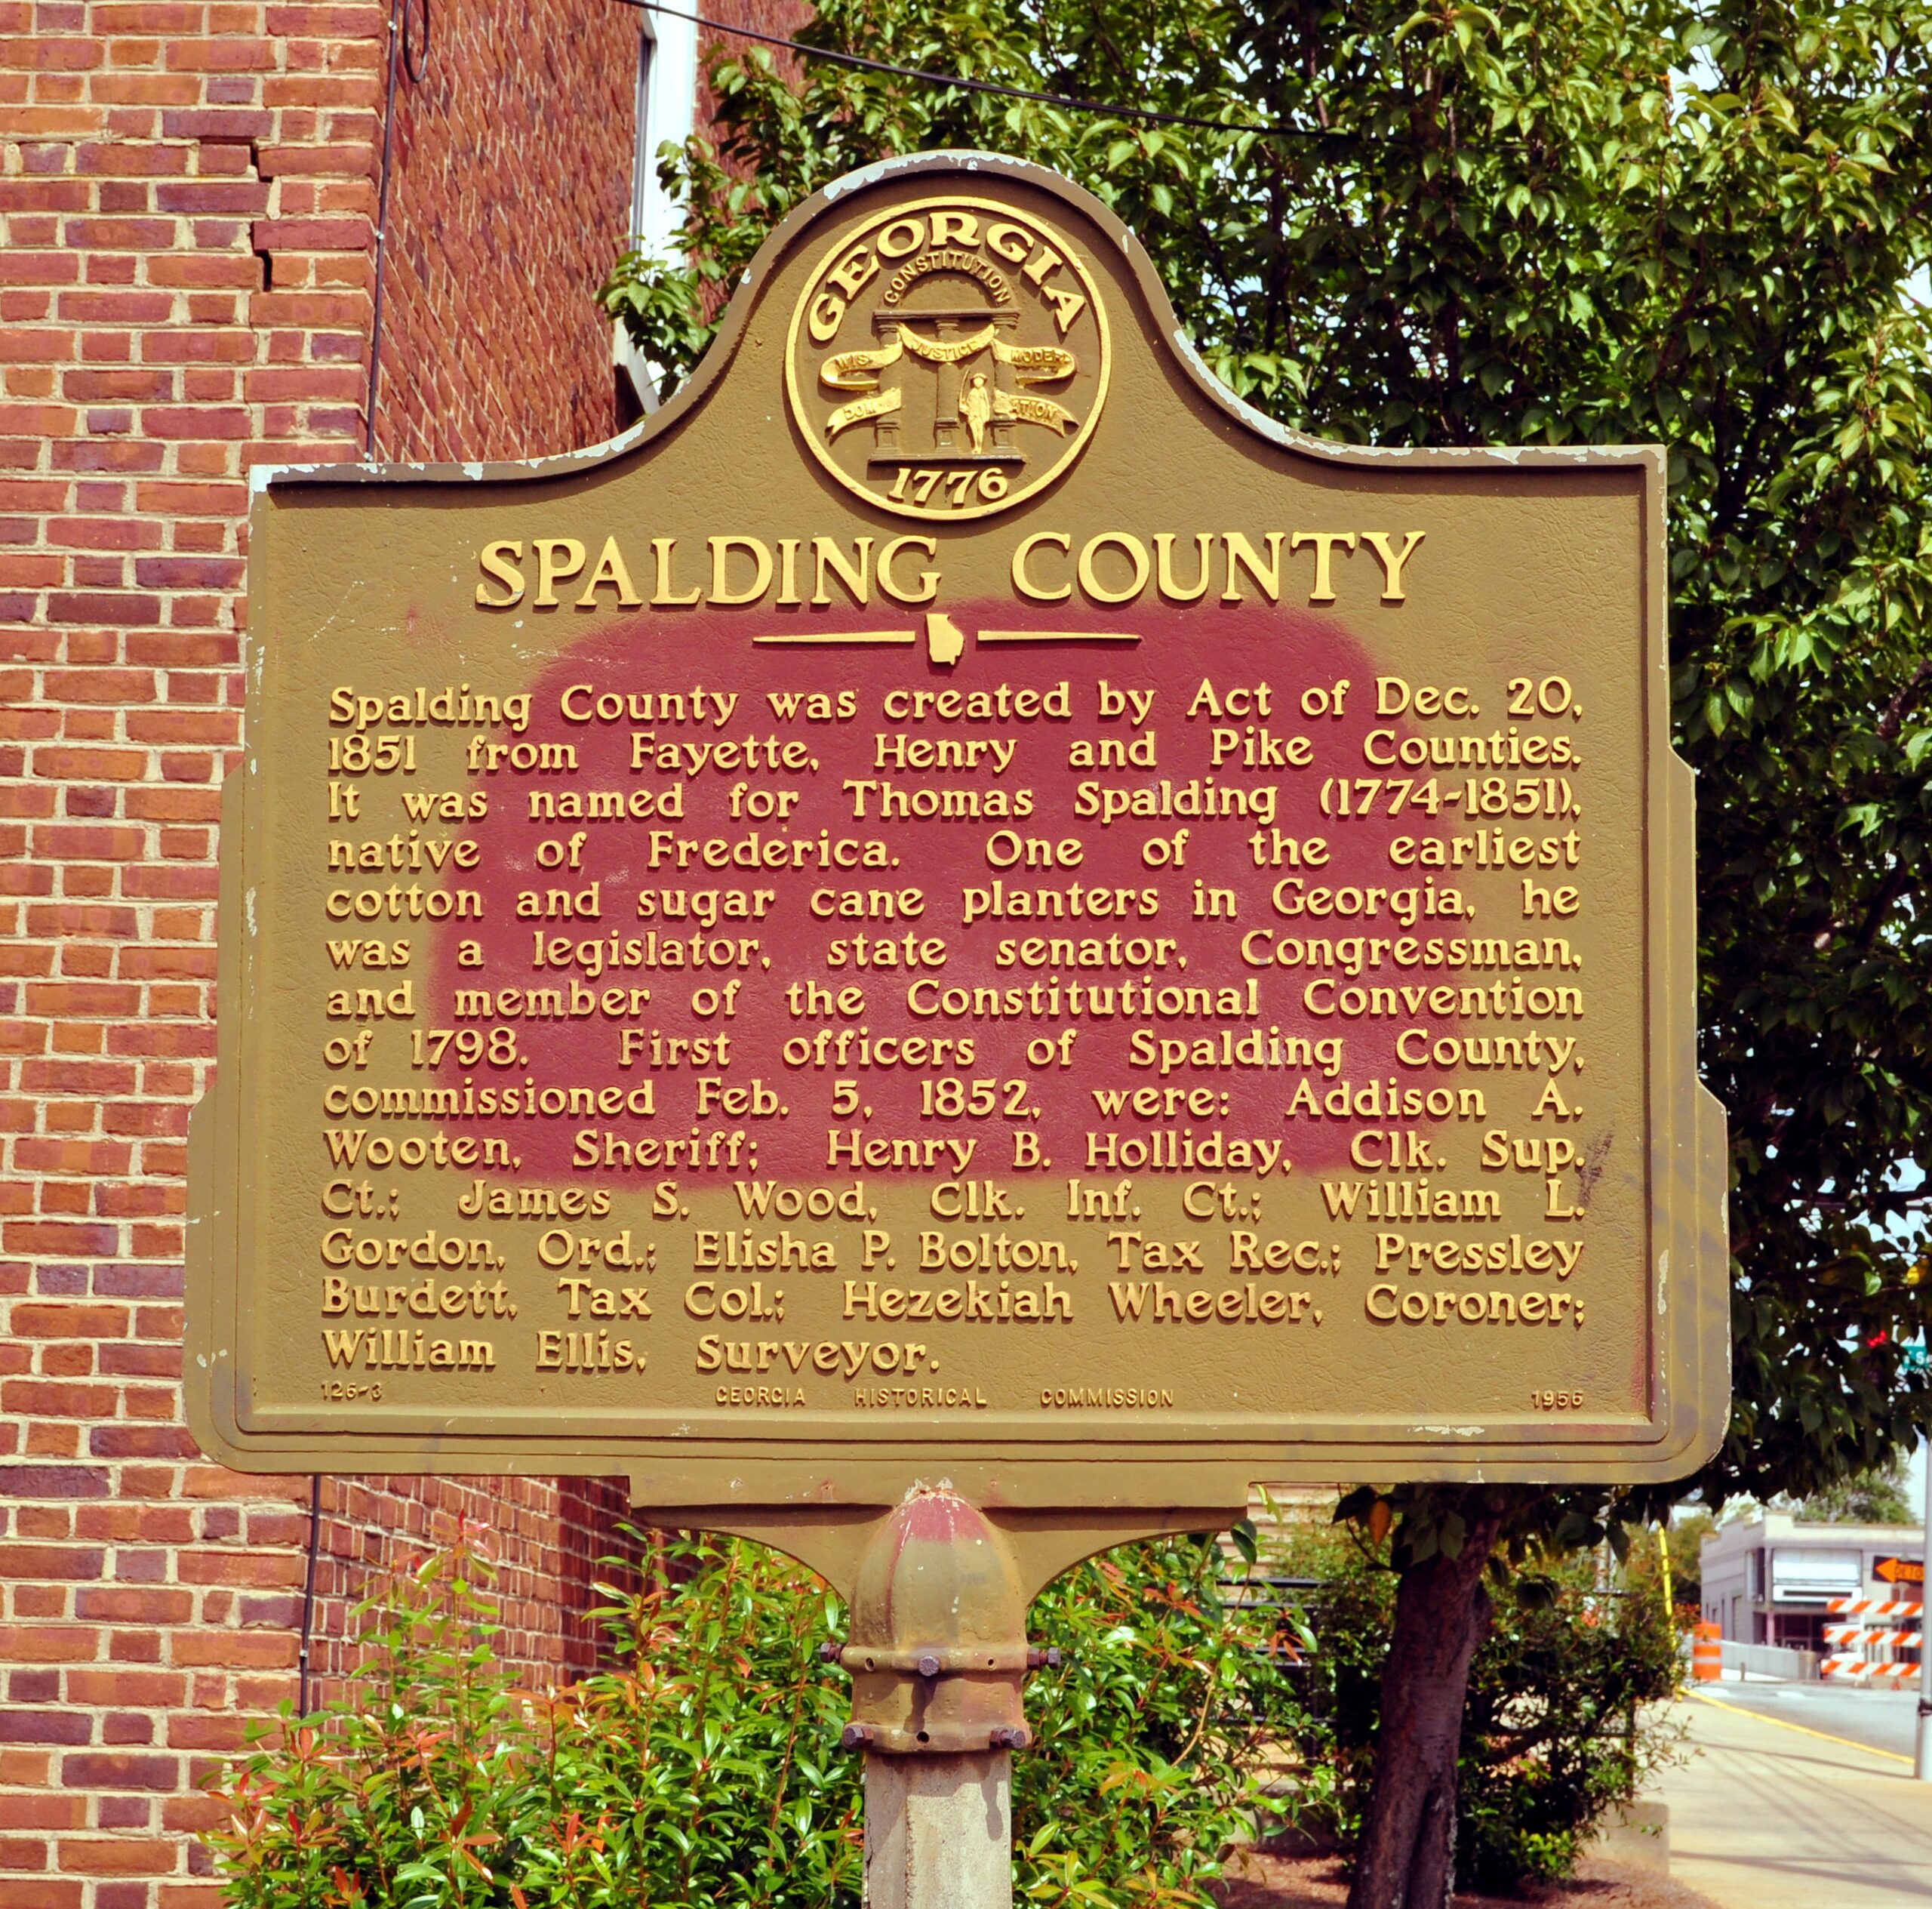 GEORGIA
CONSTITUTION
WIS JUSTICE MODER
DOM ATION
1776
SPALDING COUNTY
Spalding County was created by Act of Dec. 20,
1851 from Fayette, Henry and Pike Counties.
It was named for Thomas Spalding (1774-1851),
native of Frederica. One of the earliest
cotton and sugar cane planters in Georgia, he
was a legislator, state senator, Congressman,
and member of the Constitutional Convention
of 1798. First officers of Spalding County,
commissioned Feb. 5, 1852, were: Addison A.
Wooten, Sheriff; Henry B. Holliday, Clk. Sup.
Ct.; James S. Wood, Clk. Inf. Ct.; William L.
Gordon, Ord.; Elisha P. Bolton, Tax Rec.; Pressley
Burdett, Tax Col.; Hezekiah Wheeler, Coroner;
William Ellis, Surveyor.
126-3 GEORGIA HISTORICAL COMMISSION 1956